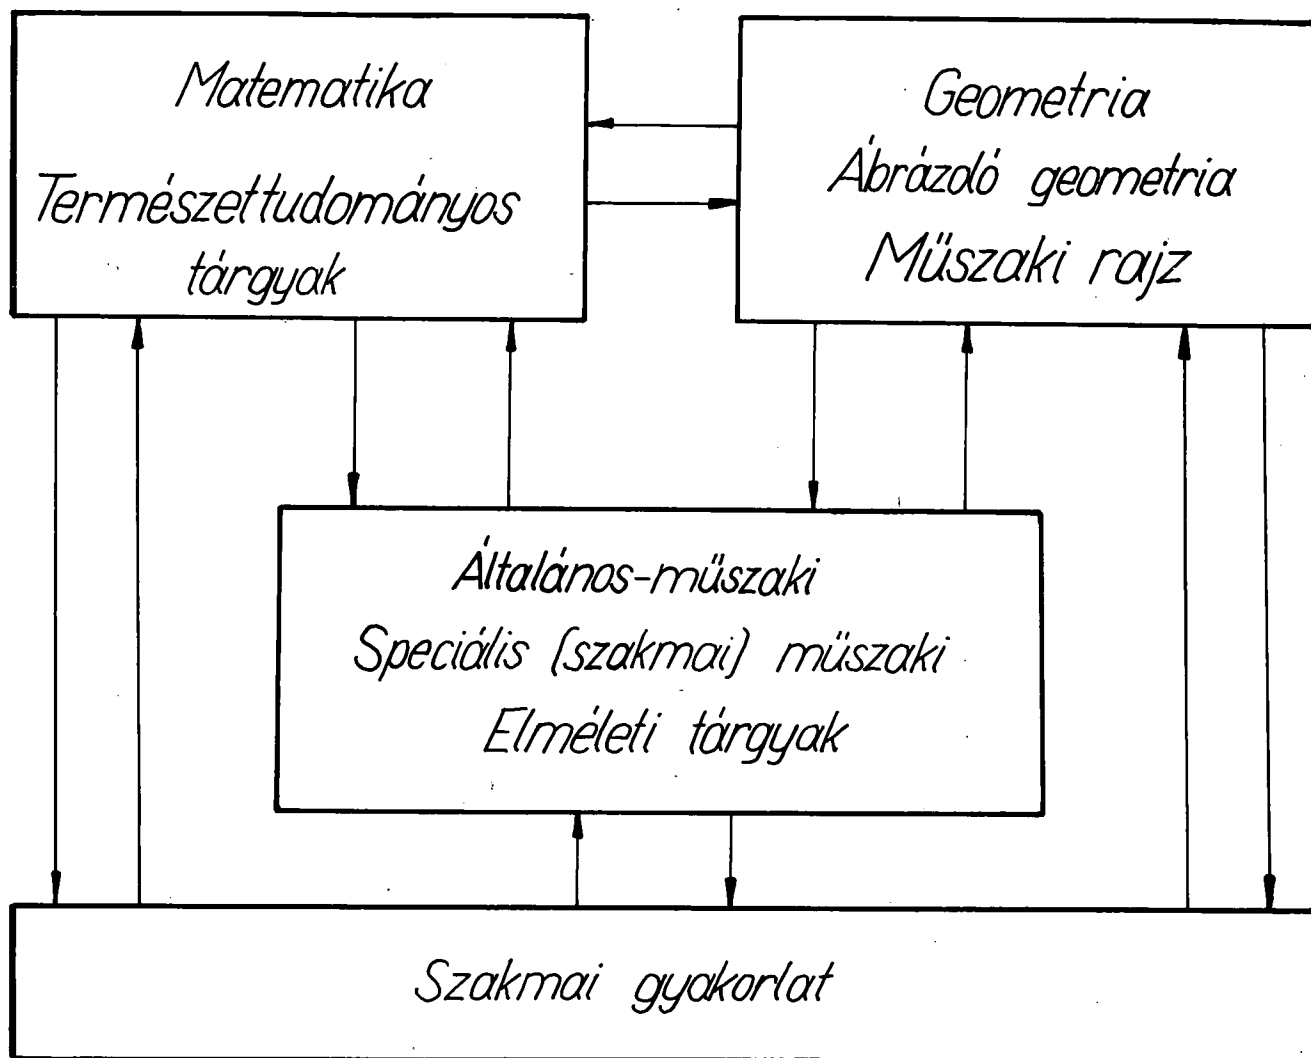 Matematika
Természettudományos
tárgyak
Geometria
Ábrázoló geometria
Műszaki rajz
Általános-műszaki
Speciális (szakmai) műszaki
Elméleti tárgyak
Szakmai gyakorlat